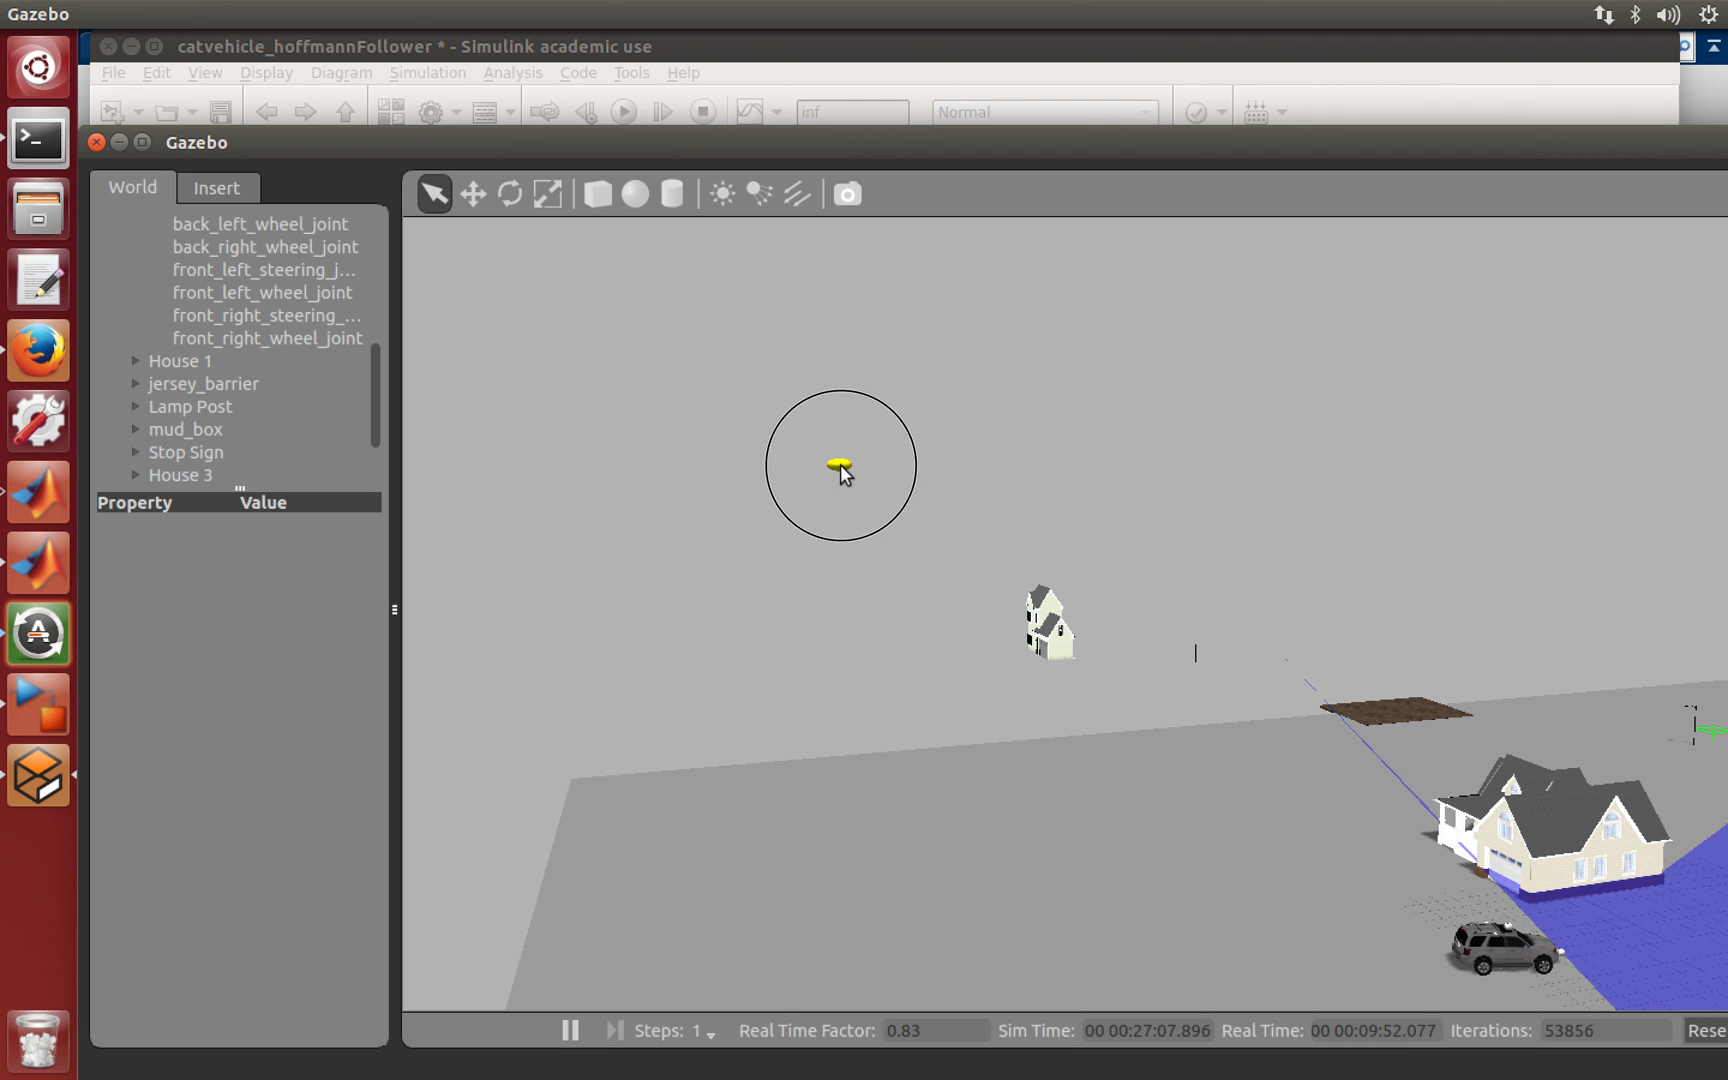 Gazebo
catvehicle_hoffmannFollower * - Simulink academic use
File Edit View Display Diagram Simulation Analysis Code Tools Help
inf Normal
Gazebo
World Insert
back_left_wheel_joint
back_right_wheel_joint
front_left_steering_j...
front_left_wheel_joint
front_right_steering_...
front_right_wheel_joint
House 1
jersey_barrier
Lamp Post
mud_box
Stop Sign
House 3
Property Value
Steps: 1 Real Time Factor: 0.83 Sim Time: 00 00:27:07.896 Real Time: 00 00:09:52.077 Iterations: 53856 Rese